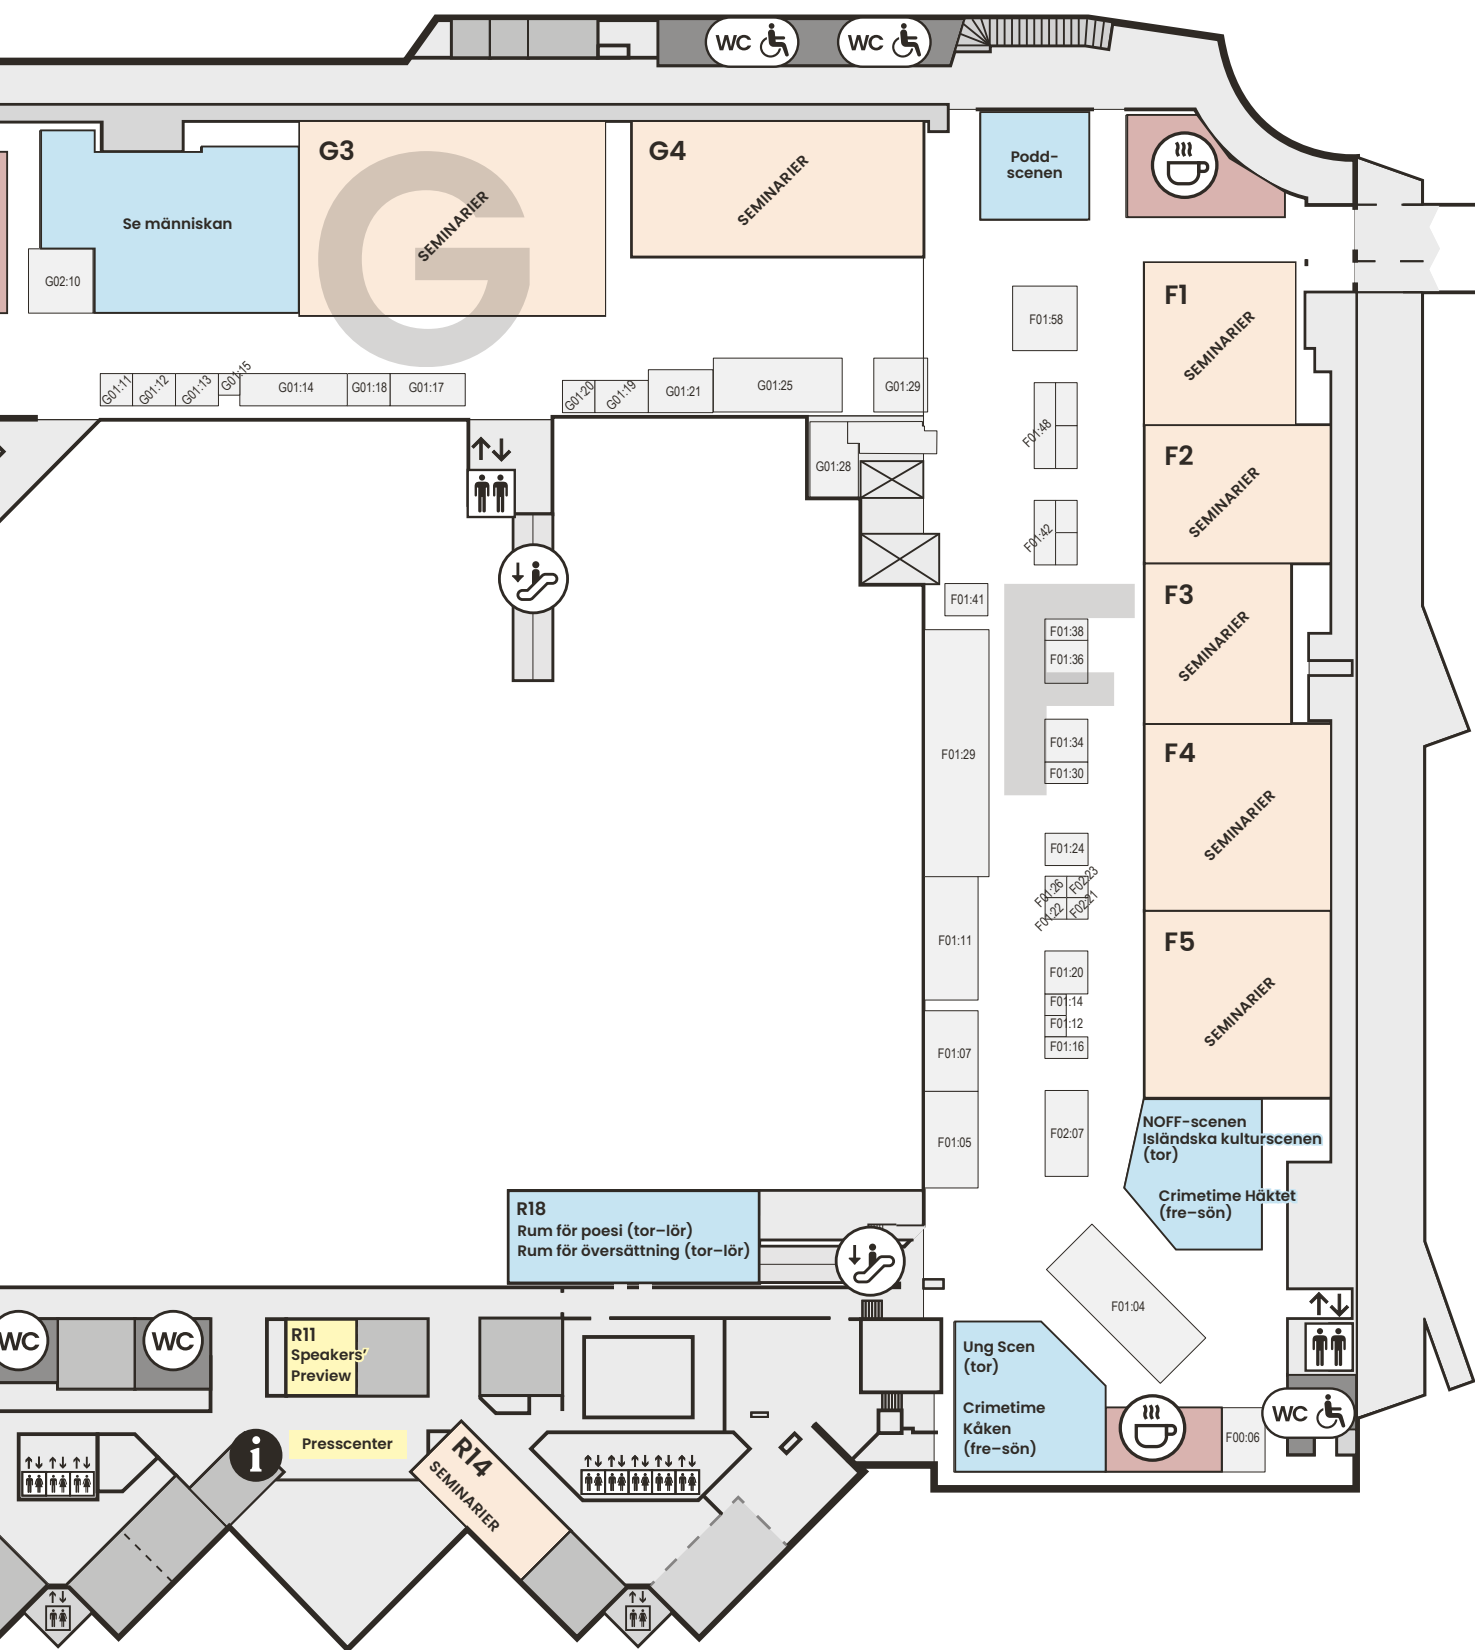 WC
WC
G3
SEMINARIER
G
G4
SEMINARIER
Podd-
scenen
Se människan
G02:10
F1
SEMINARIER
F01:58
G01:11
G01:12
G01:13
G01:15
G01:14
G01:18
G01:17
G01:20
G01:19
G01:21
G01:25
G01:29
F01:48
G01:28
F2
SEMINARIER
F01:42
F
F01:41
F01:38
F01:36
F3
SEMINARIER
F01:29
F01:34
F01:30
F4
SEMINARIER
F01:24
F01:26
F02:23
F01:22
F02:21
F01:11
F01:20
F01:14
F01:12
F01:16
F5
SEMINARIER
F01:07
F01:05
F02:07
NOFF-scenen
Isländska kulturscenen
(tor)
Crimetime Häktet
(fre–sön)
R18
Rum för poesi (tor–lör)
Rum för översättning (tor–lör)
F01:04
WC
WC
R11
Speakers'
Preview
Ung Scen
(tor)
Crimetime
Kåken
(fre–sön)
F00:06
WC
i
Presscenter
R14
SEMINARIER